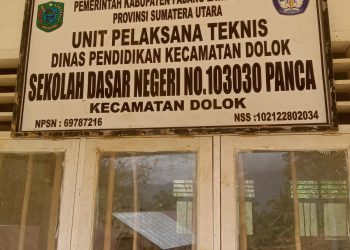 PEMERINTAH KABUPATEN PADANG
PROVINSI SUMATERA UTARA
UNIT PELAKSANA TEKNIS
DINAS PENDIDIKAN KECAMATAN DOLOK
SEKOLAH DASAR NEGERI NO.103030 PANCA
KECAMATAN DOLOK
NPSN : 69787216
NSS :102122802034